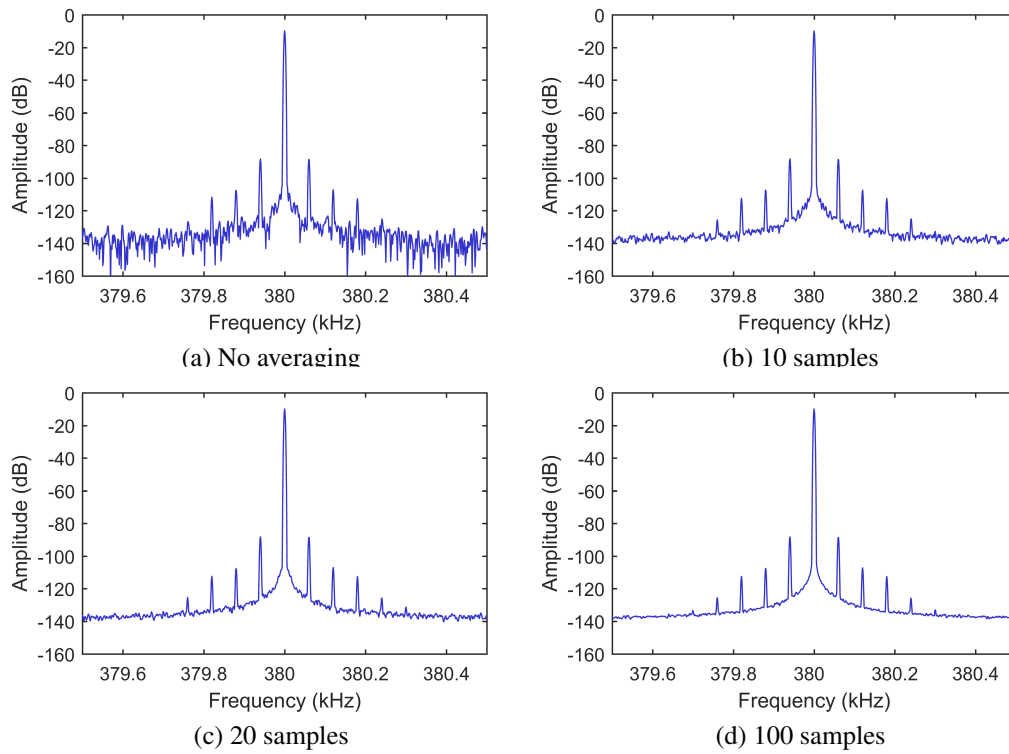 0
-20
-40
-60
-80
-100
-120
-140
-160
Amplitude (dB)
379.6 379.8 380 380.2 380.4
Frequency (kHz)
(a) No averaging
0
-20
-40
-60
-80
-100
-120
-140
-160
Amplitude (dB)
379.6 379.8 380 380.2 380.4
Frequency (kHz)
(b) 10 samples
0
-20
-40
-60
-80
-100
-120
-140
-160
Amplitude (dB)
379.6 379.8 380 380.2 380.4
Frequency (kHz)
(c) 20 samples
0
-20
-40
-60
-80
-100
-120
-140
-160
Amplitude (dB)
379.6 379.8 380 380.2 380.4
Frequency (kHz)
(d) 100 samples